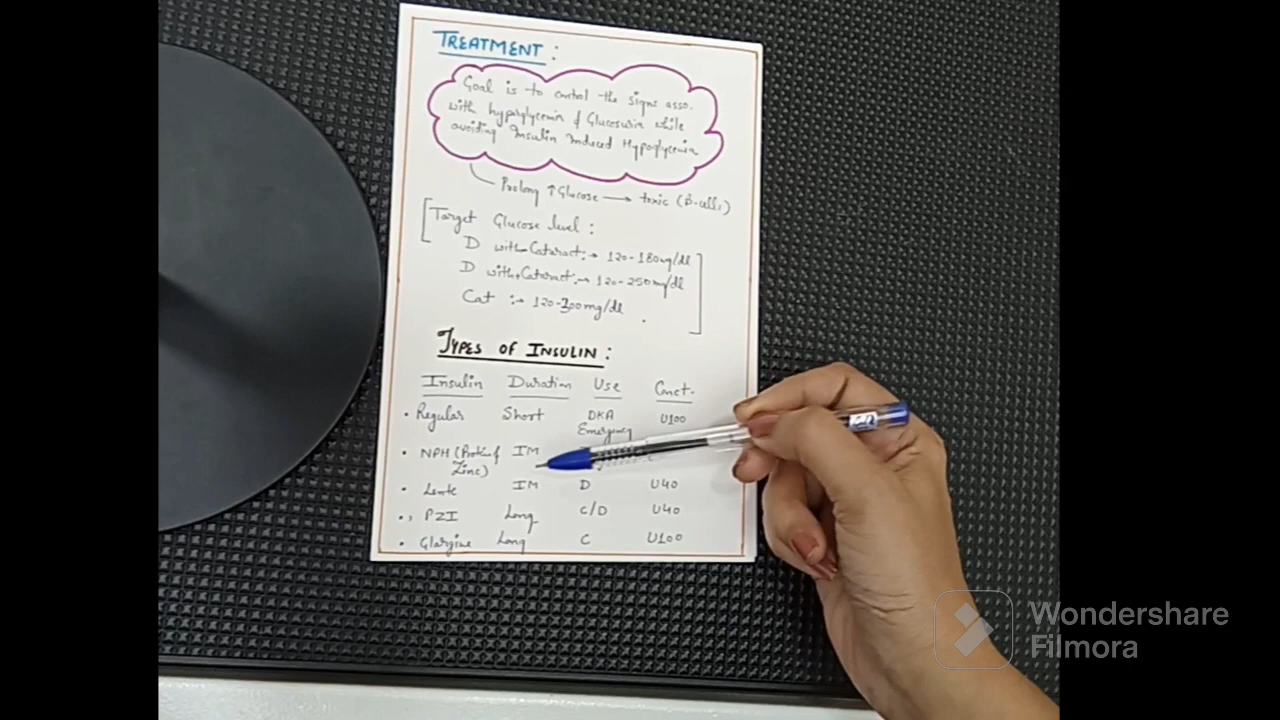 TREATMENT :
Goal is to control the signs asso.
with hyperglycemia & Glucosuria while
avoiding Insulin Induced Hypoglycemia
Prolong ↑ Glucose → toxic (β-cells)
Target Glucose level :
D with Cataract :→ 120-180mg/dl
D with Cataract :→ 120-250mg/dl
Cat :→ 120-300mg/dl
TYPES OF INSULIN :
Insulin Duration Use Conct.
• Regular Short DKA U100
Emergency
• NPH ( of IM
Zinc)
• Lente IM D U40
• PZI Long C/D U40
• Glargine Long C U100
Wondershare
Filmora